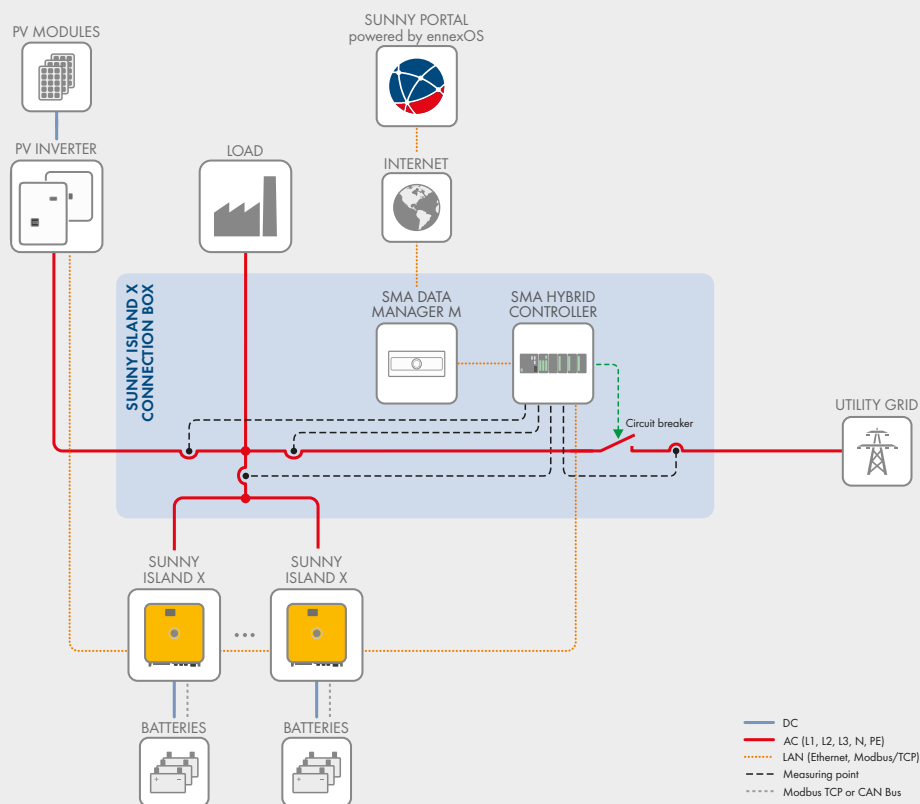 SUNNY PORTAL
powered by ennexOS
PV MODULES
PV INVERTER
LOAD
INTERNET
SUNNY ISLAND X
CONNECTION BOX
SMA DATA
MANAGER M
SMA HYBRID
CONTROLLER
Circuit breaker
UTILITY GRID
SUNNY
ISLAND X
SUNNY
ISLAND X
BATTERIES
BATTERIES
DC
AC (L1, L2, L3, N, PE)
LAN (Ethernet, Modbus/TCP)
Measuring point
Modbus TCP or CAN Bus